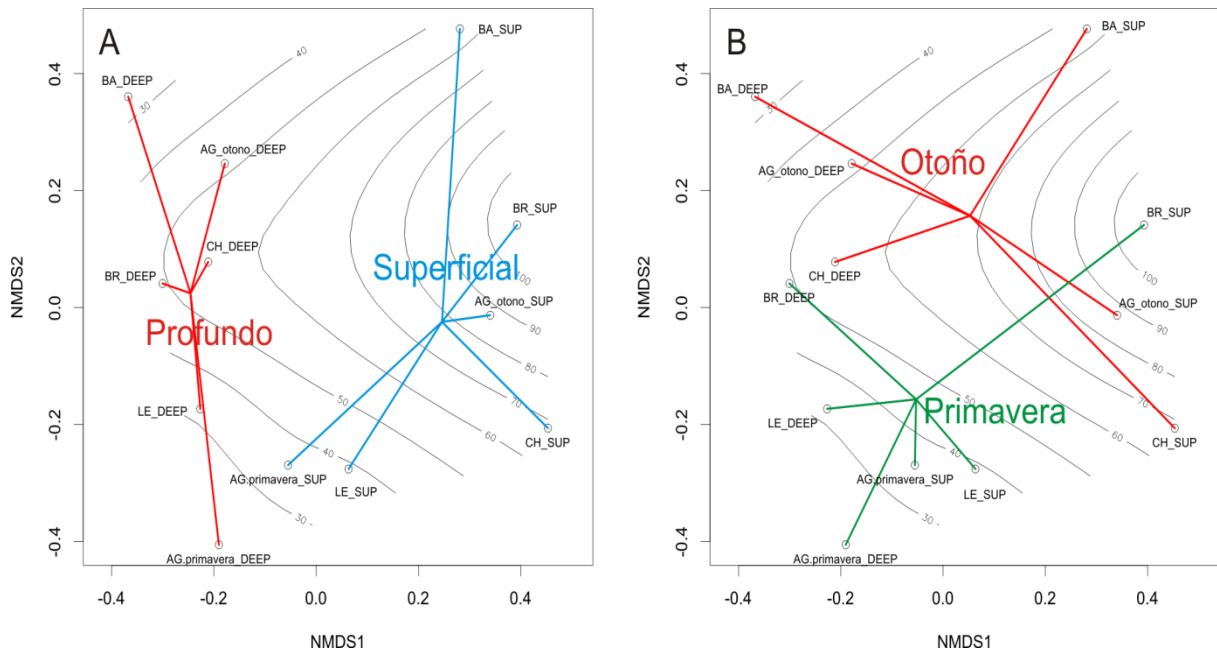 A
BA_SUP
40
BA_DEEP
30
AG_otono_DEEP
BR_SUP
CH_DEEP
Superficial
100
BR_DEEP
AG_otono_SUP
90
Profundo
80
50
70
LE_DEEP
60
CH_SUP
40
AG.primavera_SUP
LE_SUP
30
AG.primavera_DEEP
NMDS2
0.4
0.2
0.0
-0.2
-0.4
-0.4 -0.2 0.0 0.2 0.4
NMDS1
B
BA_SUP
40
BA_DEEP
30
Otoño
AG_otono_DEEP
BR_SUP
CH_DEEP
100
BR_DEEP
AG_otono_SUP
90
80
50
Primavera
70
LE_DEEP
60
CH_SUP
40
AG.primavera_SUP
LE_SUP
30
AG.primavera_DEEP
NMDS2
0.4
0.2
0.0
-0.2
-0.4
-0.4 -0.2 0.0 0.2 0.4
NMDS1